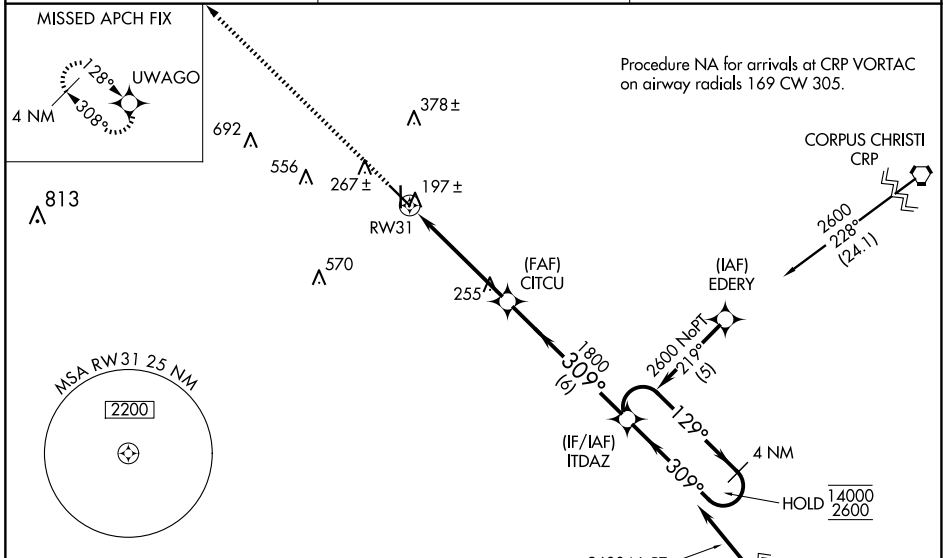 MISSED APCH FIX
128°
UWAGO
4 NM
308°
Procedure NA for arrivals at CRP VORTAC
on airway radials 169 CW 305.
378±
692
CORPUS CHRISTI
CRP
556
267±
197±
813
RW31
2600
228°
(24.1)
570
(FAF)
CITCU
255
(IAF)
EDERY
2600 NoPT
219°
(5)
1800
309°
(6)
MSA RW31 25 NM
2200
129°
(IF/IAF)
ITDAZ
4 NM
309°
HOLD
14000
2600